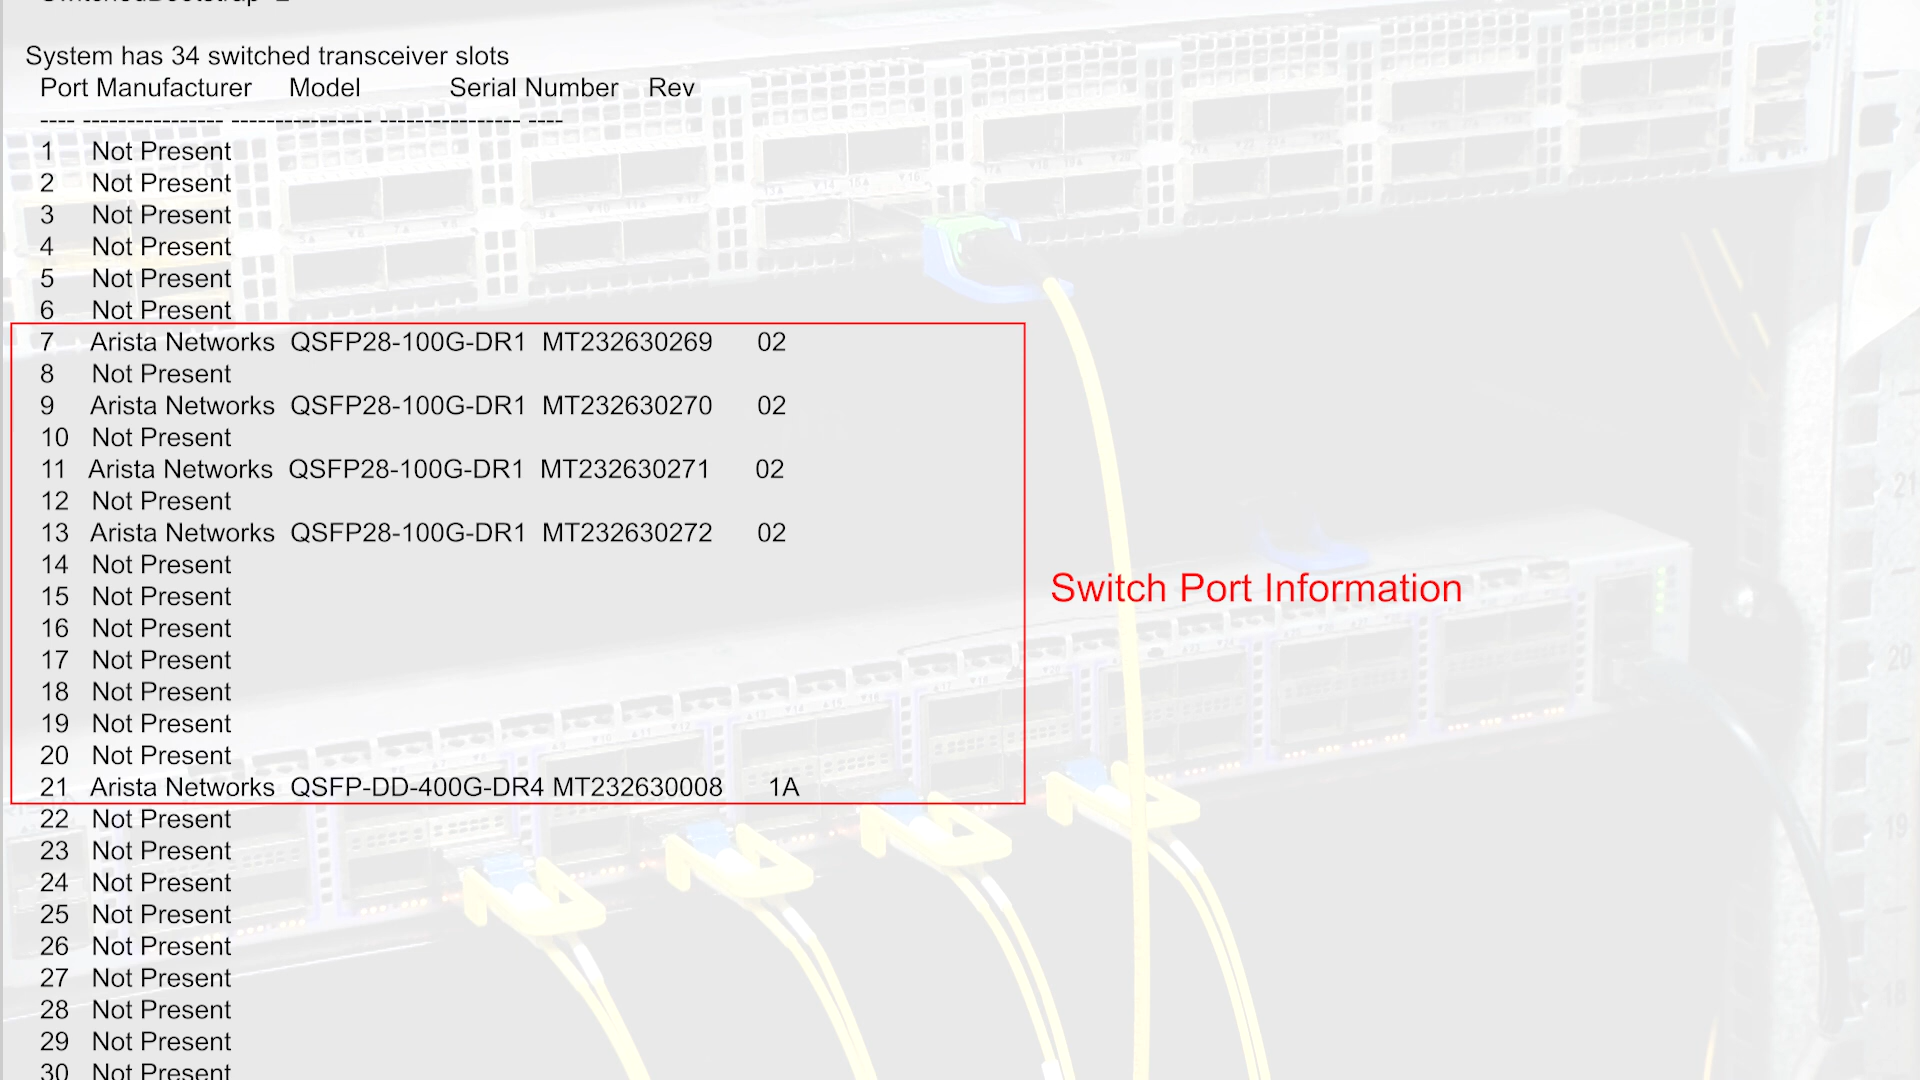 System has 34 switched transceiver slots
Port Manufacturer Model Serial Number Rev
---- ---------------- ---------------- ---------------- ----
1 Not Present
2 Not Present
3 Not Present
4 Not Present
5 Not Present
6 Not Present
7 Arista Networks QSFP28-100G-DR1 MT232630269 02
8 Not Present
9 Arista Networks QSFP28-100G-DR1 MT232630270 02
10 Not Present
11 Arista Networks QSFP28-100G-DR1 MT232630271 02
12 Not Present
13 Arista Networks QSFP28-100G-DR1 MT232630272 02
14 Not Present
15 Not Present
16 Not Present
17 Not Present
18 Not Present
19 Not Present
20 Not Present
21 Arista Networks QSFP-DD-400G-DR4 MT232630008 1A
22 Not Present
23 Not Present
24 Not Present
25 Not Present
26 Not Present
27 Not Present
28 Not Present
29 Not Present
30 Not Present
Switch Port Information
21
20
19
18